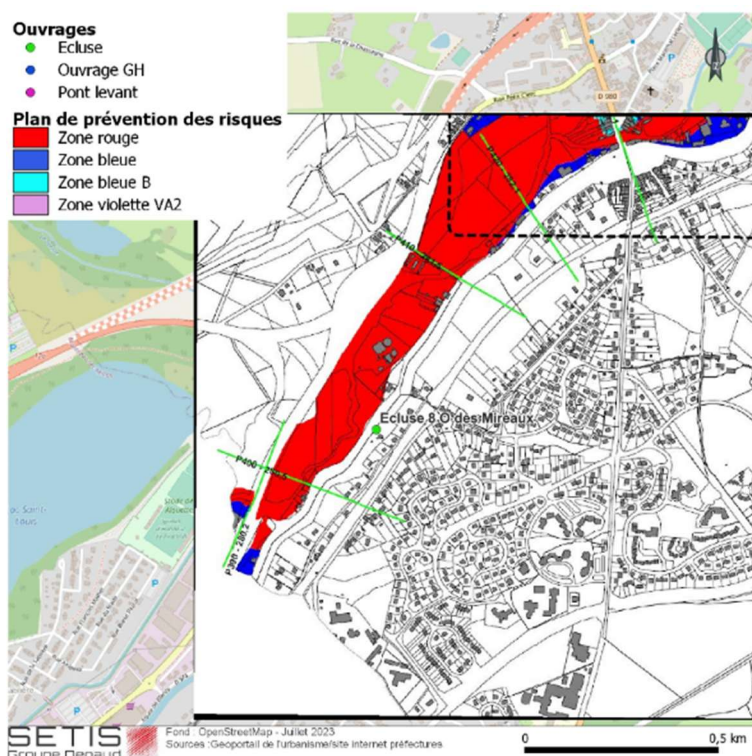 Ouvrages
Ecluse
Ouvrage GH
Pont levant
Plan de prévention des risques
Zone rouge
Zone bleue
Zone bleue B
Zone violette VA2
D 980
Ecluse 8 O des Mireaux
SETIS
Groupe Degaud
Fond : OpenStreetMap - Juillet 2023
Sources :Geoportail de l'urbanisme/site internet préfectures
0
0,5 km